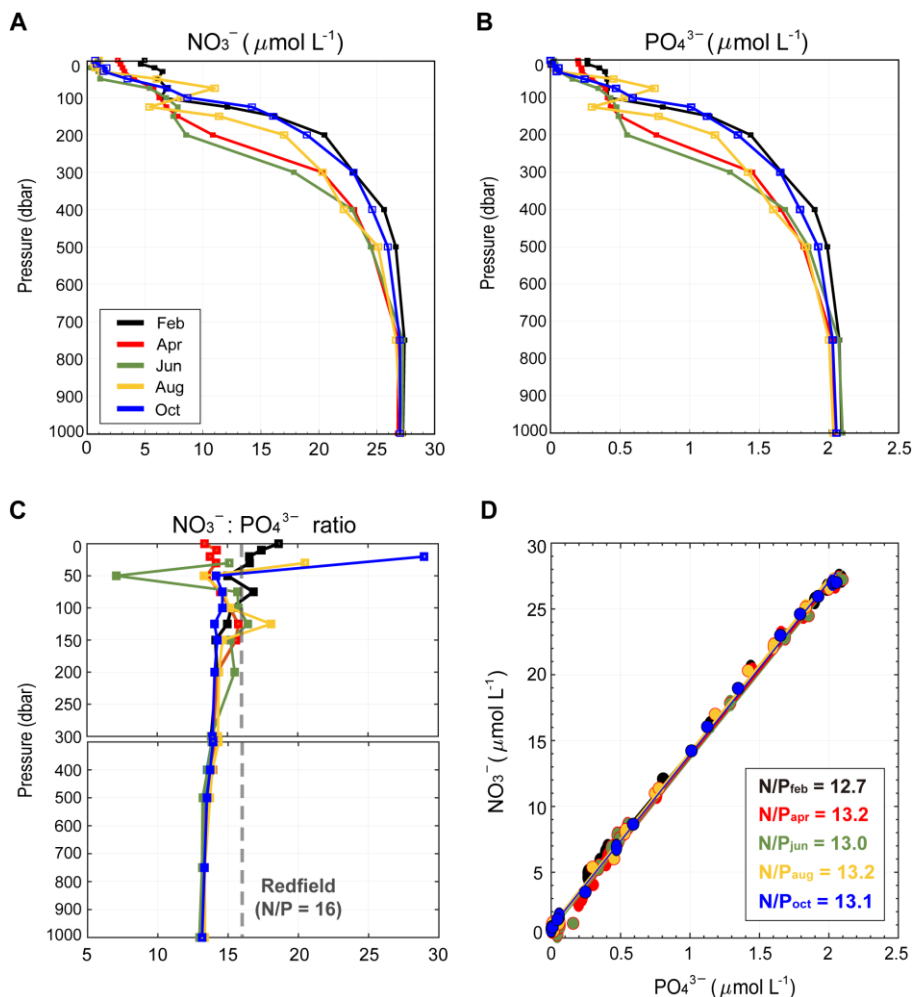 A
NO₃⁻ (μmol L⁻¹)
Pressure (dbar)
0
100
200
300
400
500
700
800
900
1000
0 5 10 15 20 25 30
Feb
Apr
Jun
Aug
Oct
B
PO₄³⁻ (μmol L⁻¹)
Pressure (dbar)
0
100
200
300
400
500
700
800
900
1000
0 0.5 1 1.5 2 2.5
C
NO₃⁻ : PO₄³⁻ ratio
Pressure (dbar)
0
50
100
150
200
300
300
400
500
600
700
800
900
1000
5 10 15 20 25 30
Redfield
(N/P = 16)
D
NO₃⁻ (μmol L⁻¹)
30
25
20
15
10
5
0
0 0.5 1 1.5 2 2.5
PO₄³⁻ (μmol L⁻¹)
N/Pfeb = 12.7
N/Papr = 13.2
N/Pjun = 13.0
N/Paug = 13.2
N/Poct = 13.1